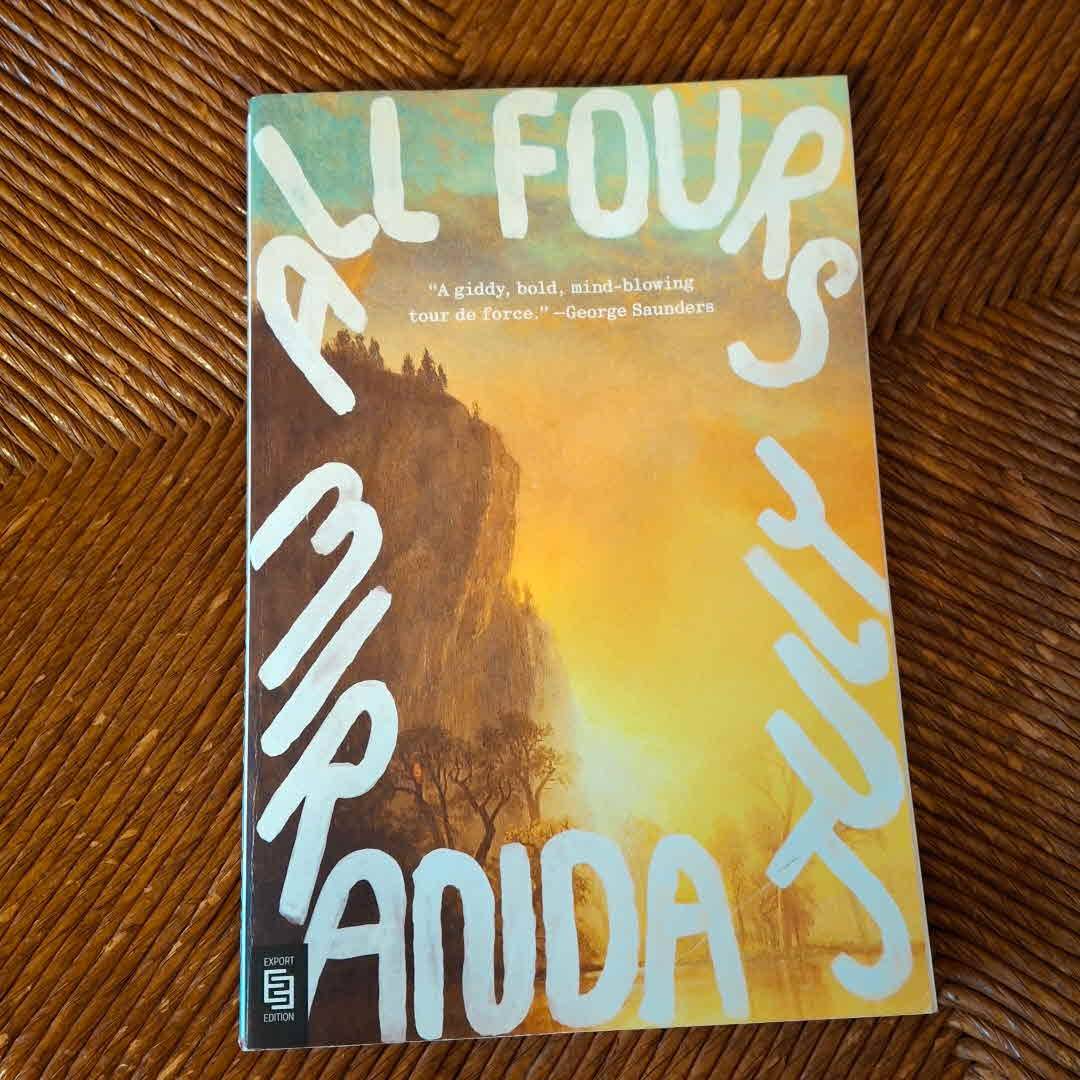 ALL FOURS
“A giddy, bold, mind-blowing
tour de force.” —George Saunders
MIRANDA JULY
EXPORT
EDITION